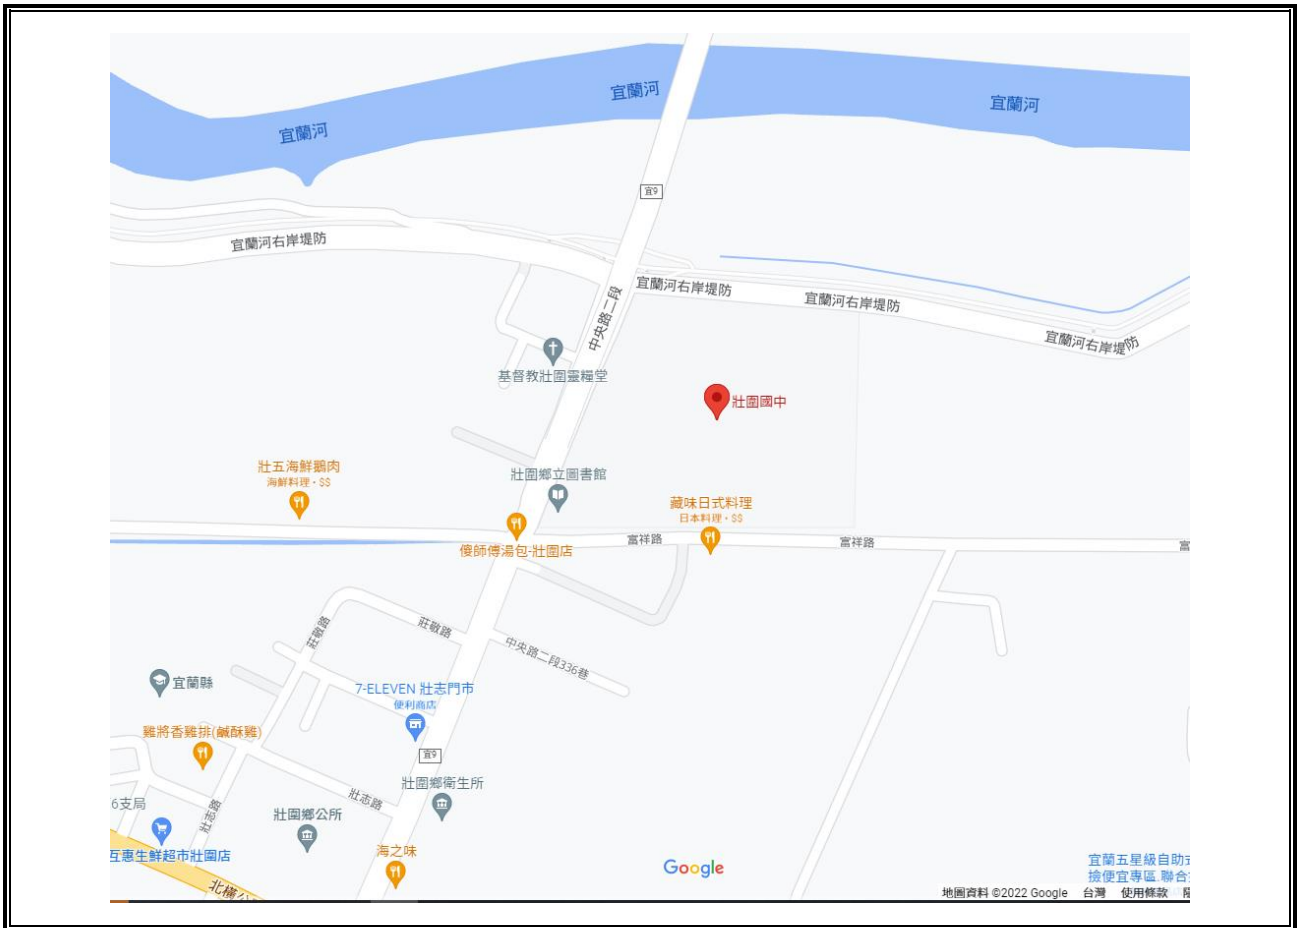 宜蘭河
宜蘭河
宜蘭河
宜9
宜蘭河右岸堤防
宜蘭河右岸堤防
宜蘭河右岸堤防
宜蘭河右岸堤防
中央路二段
基督教壯圍靈糧堂
壯圍國中
壯五海鮮鵝肉
海鮮料理・$$
壯圍鄉立圖書館
藏味日式料理
日本料理・$$
傻師傅湯包-壯圍店
富祥路
富祥路
富
莊敬路
莊敬路
中央路二段336巷
宜蘭縣
7-ELEVEN 壯志門市
便利商店
雞將香雞排(鹹酥雞)
宜9
壯圍鄉衛生所
壯志路
壯志路
6支局
壯圍鄉公所
互惠生鮮超市壯圍店
海之味
北橫公
Google
宜蘭五星級自助
撿便宜專區.聯合
地圖資料 ©2022 Google 台灣 使用條款